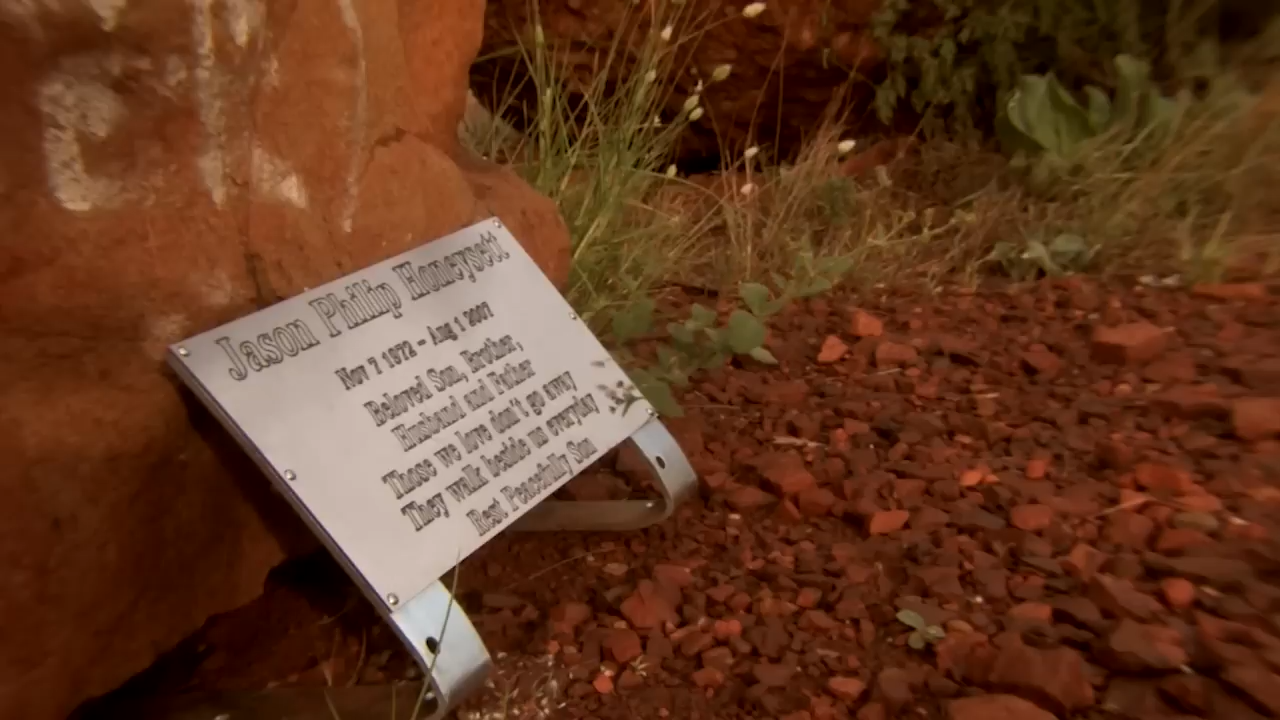 Jason Philip Honeysett
Nov 7 1972 - Aug 1 2007
Beloved Son, Brother,
Husband and Father
Those we love don't go away
They walk beside us everyday
Rest Peacefully Son